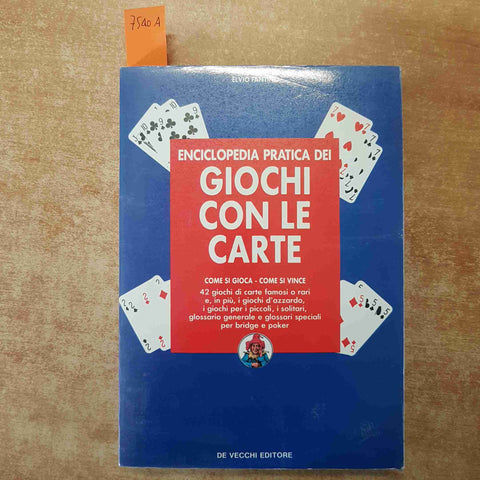 7500 A
ELVIO FANTINI
ENCICLOPEDIA PRATICA DEI
GIOCHI
CON LE
CARTE
COME SI GIOCA - COME SI VINCE
42 giochi di carte famosi o rari
e, in più, i giochi d'azzardo,
i giochi per i piccoli, i solitari,
glossario generale e glossari speciali
per bridge e poker
DE VECCHI EDITORE